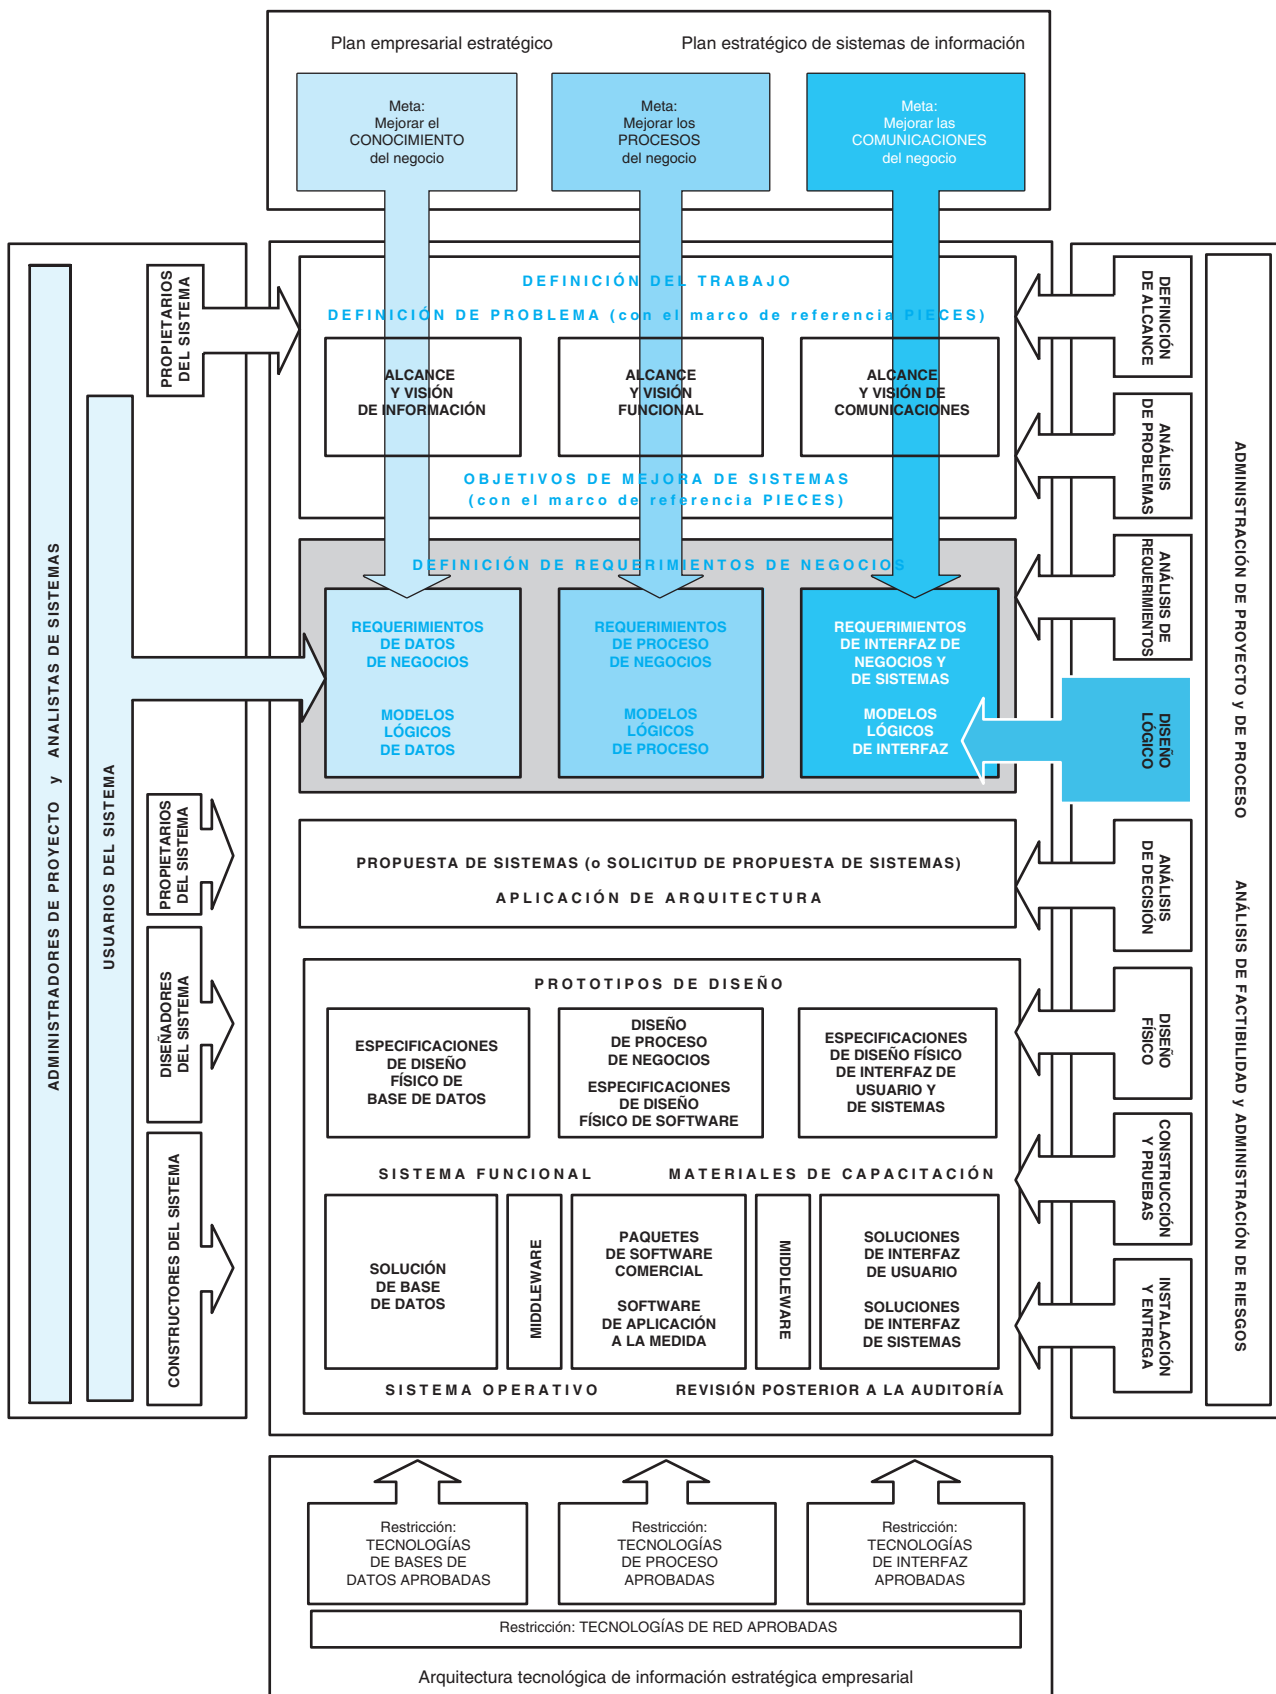 Plan empresarial estratégico
Plan estratégico de sistemas de información
Meta:
Mejorar el
CONOCIMIENTO
del negocio
Meta:
Mejorar los
PROCESOS
del negocio
Meta:
Mejorar las
COMUNICACIONES
del negocio
ADMINISTRADORES DE PROYECTO y ANALISTAS DE SISTEMAS
USUARIOS DEL SISTEMA
PROPIETARIOS
DEL SISTEMA
PROPIETARIOS
DEL SISTEMA
DISEÑADORES
DEL SISTEMA
CONSTRUCTORES DEL SISTEMA
DEFINICIÓN DEL TRABAJO
DEFINICIÓN DE PROBLEMA (con el marco de referencia PIECES)
ALCANCE
Y VISIÓN
DE INFORMACIÓN
ALCANCE
Y VISIÓN
FUNCIONAL
ALCANCE
Y VISIÓN DE
COMUNICACIONES
OBJETIVOS DE MEJORA DE SISTEMAS
(con el marco de referencia PIECES)
DEFINICIÓN DE REQUERIMIENTOS DE NEGOCIOS
REQUERIMIENTOS
DE DATOS
DE NEGOCIOS
MODELOS
LÓGICOS
DE DATOS
REQUERIMIENTOS
DE PROCESO
DE NEGOCIOS
MODELOS
LÓGICOS
DE PROCESO
REQUERIMIENTOS
DE INTERFAZ DE
NEGOCIOS Y
DE SISTEMAS
MODELOS
LÓGICOS
DE INTERFAZ
PROPUESTA DE SISTEMAS (o SOLICITUD DE PROPUESTA DE SISTEMAS)
APLICACIÓN DE ARQUITECTURA
PROTOTIPOS DE DISEÑO
ESPECIFICACIONES
DE DISEÑO
FÍSICO DE
BASE DE DATOS
DISEÑO
DE PROCESO
DE NEGOCIOS
ESPECIFICACIONES
DE DISEÑO
FÍSICO DE SOFTWARE
ESPECIFICACIONES
DE DISEÑO FÍSICO
DE INTERFAZ DE
USUARIO Y
DE SISTEMAS
SISTEMA FUNCIONAL
MATERIALES DE CAPACITACIÓN
SOLUCIÓN
DE BASE
DE DATOS
MIDDLEWARE
PAQUETES
DE SOFTWARE
COMERCIAL
SOFTWARE
DE APLICACIÓN
A LA MEDIDA
MIDDLEWARE
SOLUCIONES
DE INTERFAZ
DE USUARIO
SOLUCIONES
DE INTERFAZ
DE SISTEMAS
SISTEMA OPERATIVO
REVISIÓN POSTERIOR A LA AUDITORÍA
DEFINICIÓN
DE ALCANCE
ANÁLISIS
DE PROBLEMAS
ANÁLISIS DE
REQUERIMIENTOS
DISEÑO
LÓGICO
ANÁLISIS
DE DECISIÓN
DISEÑO
FÍSICO
CONSTRUCCIÓN
Y PRUEBAS
INSTALACIÓN
Y ENTREGA
ADMINISTRACIÓN DE PROYECTO y DE PROCESO
ANÁLISIS DE FACTIBILIDAD y ADMINISTRACIÓN DE RIESGOS
Restricción:
TECNOLOGÍAS
DE BASES DE
DATOS APROBADAS
Restricción:
TECNOLOGÍAS
DE PROCESO
APROBADAS
Restricción:
TECNOLOGÍAS
DE INTERFAZ
APROBADAS
Restricción: TECNOLOGÍAS DE RED APROBADAS
Arquitectura tecnológica de información estratégica empresarial